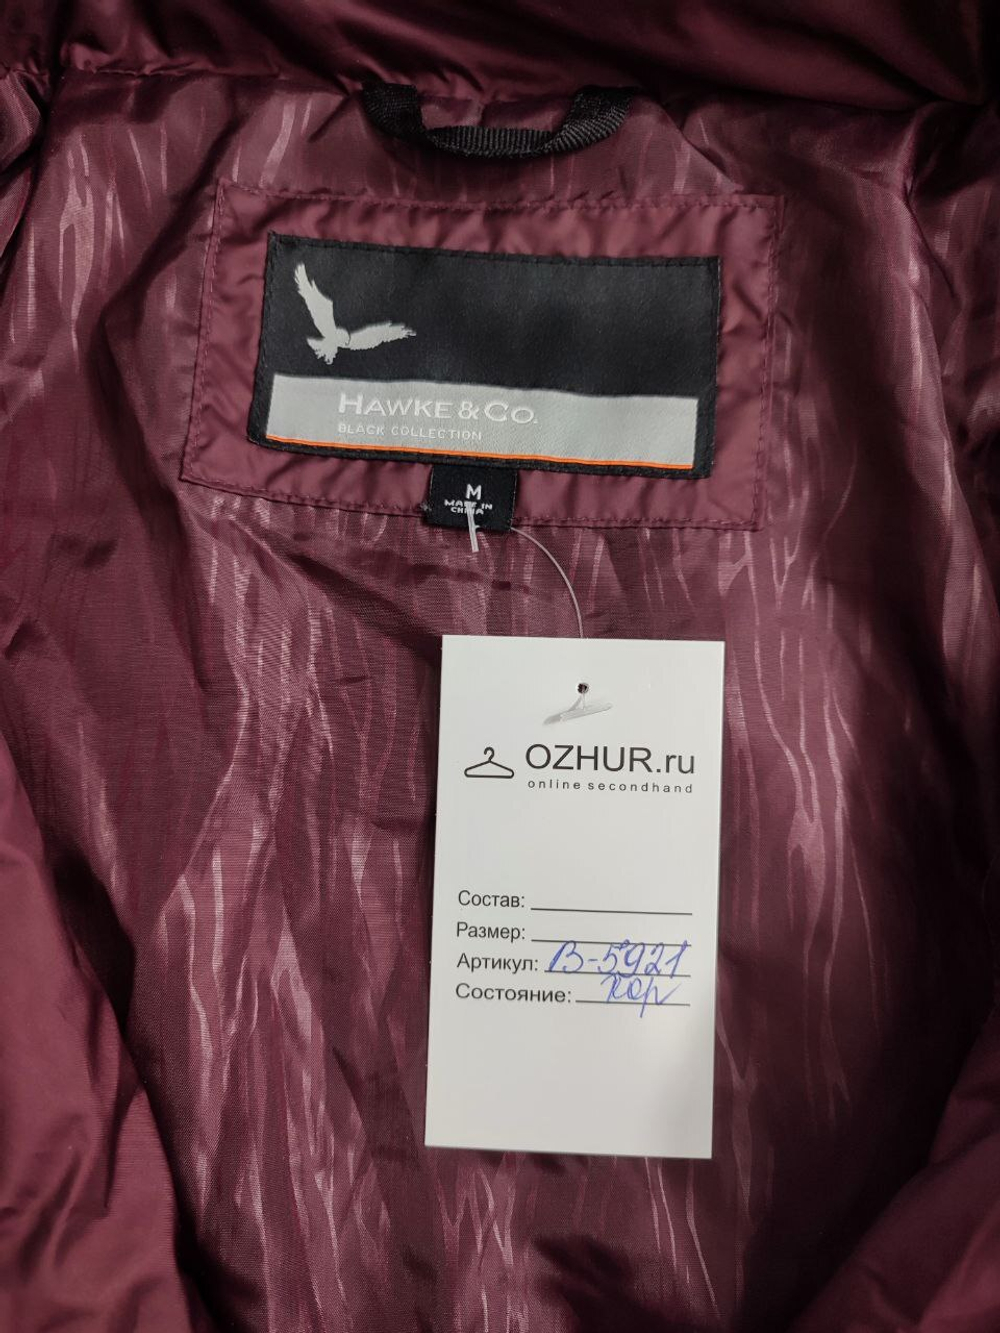 HAWKE & CO.
BLACK COLLECTION
M
MADE IN
CHINA
OZHUR.ru
online secondhand
Состав:
Размер:
Артикул: В-5921
Состояние: